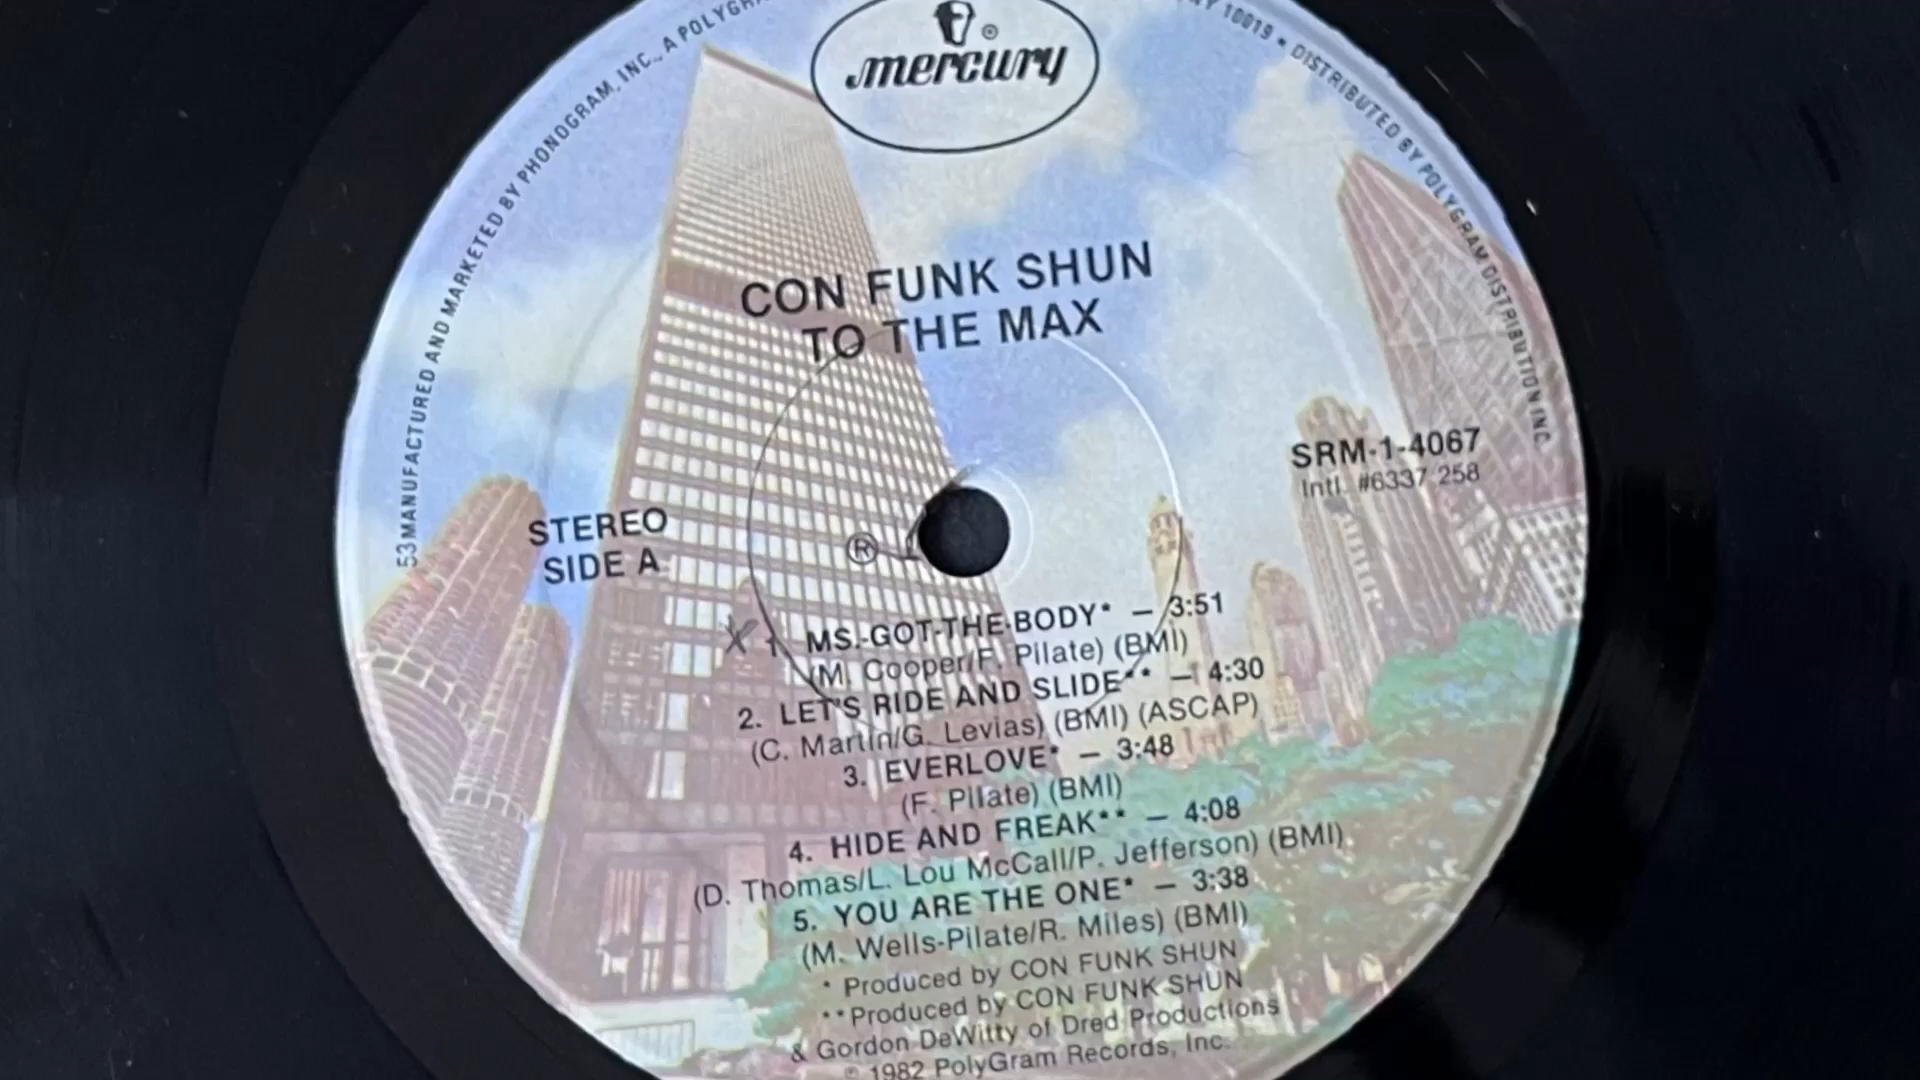 mercury
53 MANUFACTURED AND MARKETED BY PHONOGRAM, INC., A POLYGRAM
NY 10019 • DISTRIBUTED BY POLYGRAM DISTRIBUTION INC.
CON FUNK SHUN
TO THE MAX
SRM-1-4067
Intl. #6337 258
STEREO
SIDE A
®
X 1. MS.-GOT-THE-BODY* — 3:51
(M. Cooper/F. Pilate) (BMI)
2. LET'S RIDE AND SLIDE** — 4:30
(C. Martin/G. Levias) (BMI) (ASCAP)
3. EVERLOVE* — 3:48
(F. Pilate) (BMI)
4. HIDE AND FREAK** — 4:08
(D. Thomas/L. Lou McCall/P. Jefferson) (BMI)
5. YOU ARE THE ONE* — 3:38
(M. Wells-Pilate/R. Miles) (BMI)
* Produced by CON FUNK SHUN
**Produced by CON FUNK SHUN
& Gordon DeWitty of Dred Productions
℗ 1982 PolyGram Records, Inc.